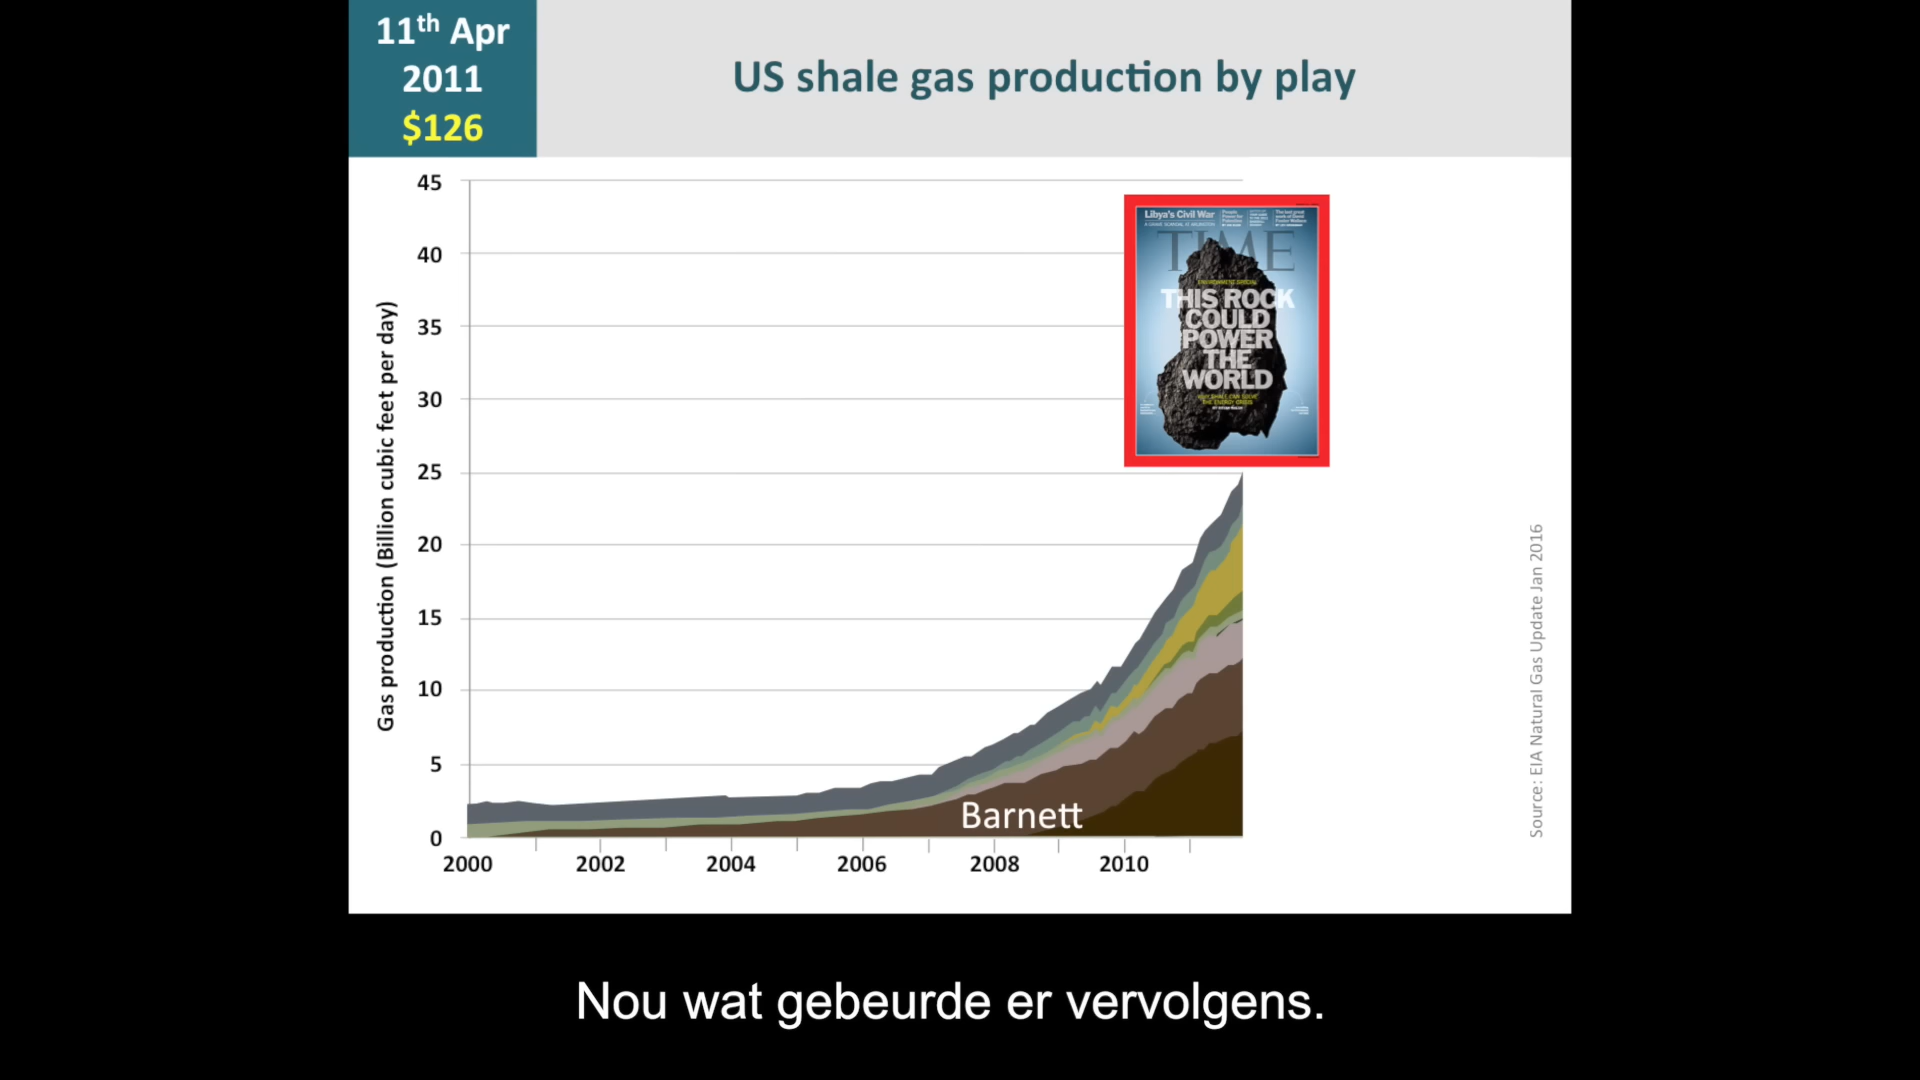 11th Apr
2011
$126
US shale gas production by play
Gas production (Billion cubic feet per day)
45
40
35
30
25
20
15
10
5
0
2000
2002
2004
2006
2008
2010
Barnett
Libya's Civil War
TIME
THIS ROCK
COULD
POWER
THE
WORLD
Source: EIA Natural Gas Update Jan 2016
Nou wat gebeurde er vervolgens.